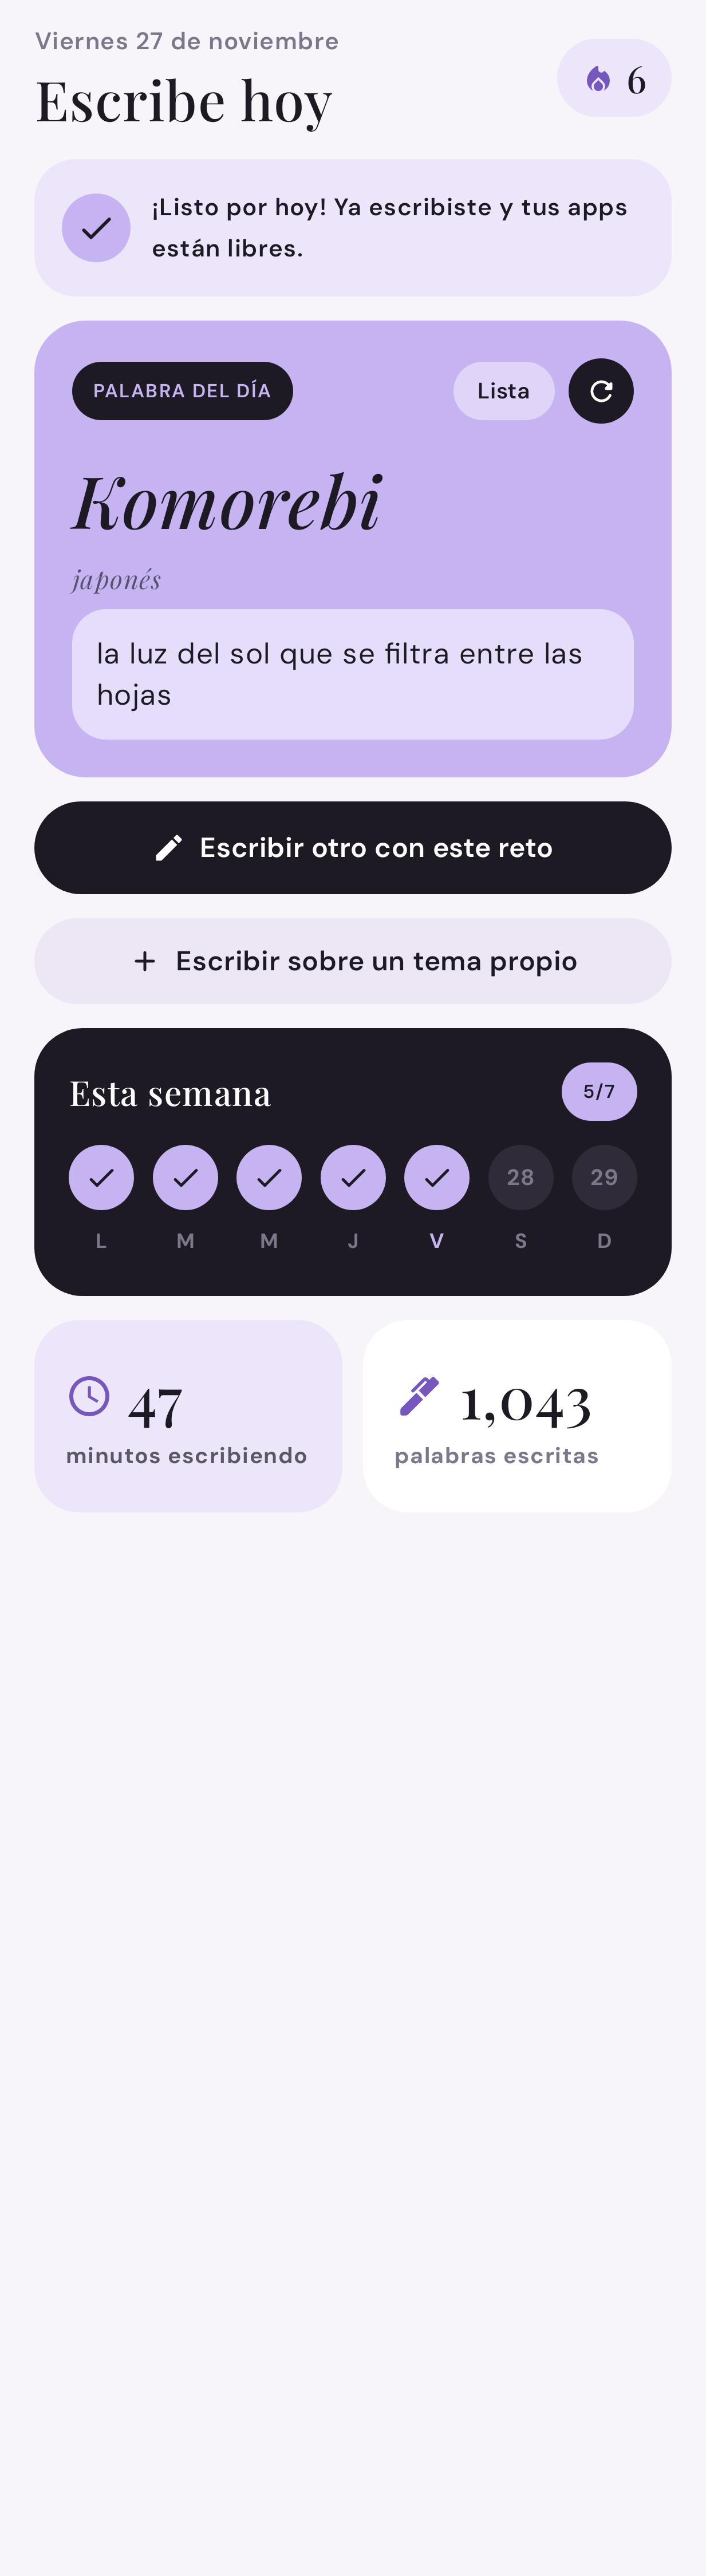 Viernes 27 de noviembre
Escribe hoy
6
¡Listo por hoy! Ya escribiste y tus apps
están libres.
PALABRA DEL DÍA
Lista
Komorebi
japonés
la luz del sol que se filtra entre las
hojas
Escribir otro con este reto
Escribir sobre un tema propio
Esta semana
5/7
28 29
L M M J V S D
47
minutos escribiendo
1,043
palabras escritas